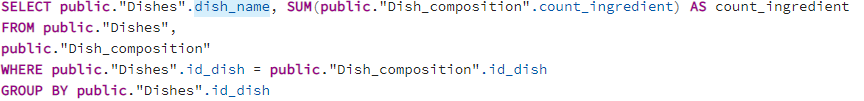 SELECT public."Dishes".dish_name, SUM(public."Dish_composition".count_ingredient) AS count_ingredient
FROM public."Dishes",
public."Dish_composition"
WHERE public."Dishes".id_dish = public."Dish_composition".id_dish
GROUP BY public."Dishes".id_dish